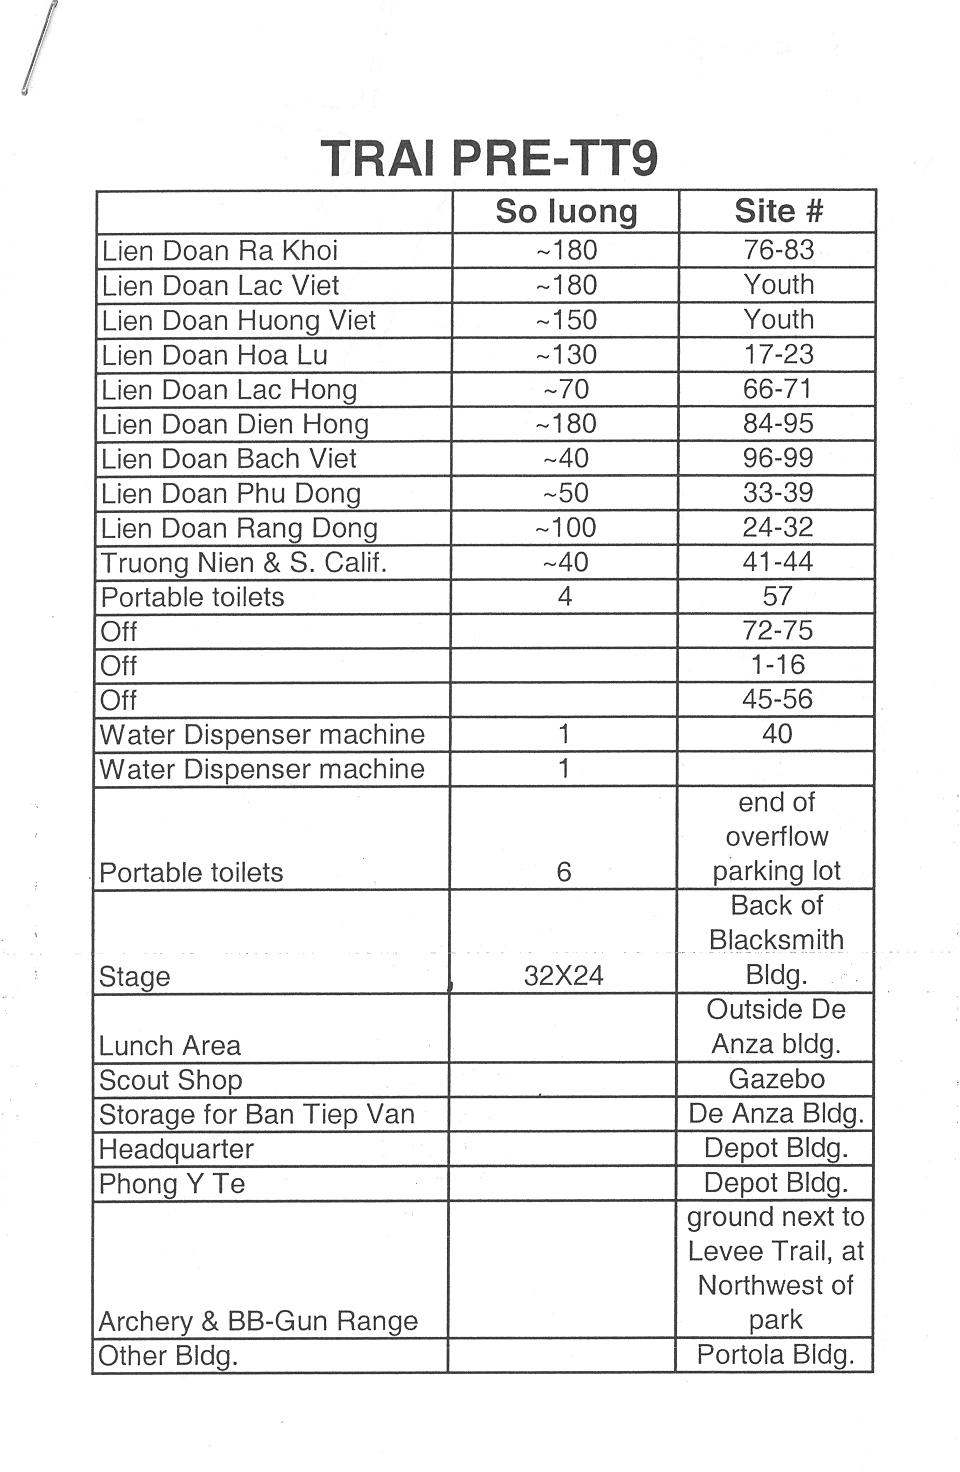 TRAI PRE-TT9
So luong Site #
Lien Doan Ra Khoi ~180 76-83
Lien Doan Lac Viet ~180 Youth
Lien Doan Huong Viet ~150 Youth
Lien Doan Hoa Lu ~130 17-23
Lien Doan Lac Hong ~70 66-71
Lien Doan Dien Hong ~180 84-95
Lien Doan Bach Viet ~40 96-99
Lien Doan Phu Dong ~50 33-39
Lien Doan Rang Dong ~100 24-32
Truong Nien & S. Calif. ~40 41-44
Portable toilets 4 57
Off 72-75
Off 1-16
Off 45-56
Water Dispenser machine 1 40
Water Dispenser machine 1
end of
overflow
Portable toilets 6 parking lot
Back of
Blacksmith
Stage 32X24 Bldg.
Outside De
Lunch Area Anza bldg.
Scout Shop Gazebo
Storage for Ban Tiep Van De Anza Bldg.
Headquarter Depot Bldg.
Phong Y Te Depot Bldg.
ground next to
Levee Trail, at
Northwest of
Archery & BB-Gun Range park
Other Bldg. Portola Bldg.